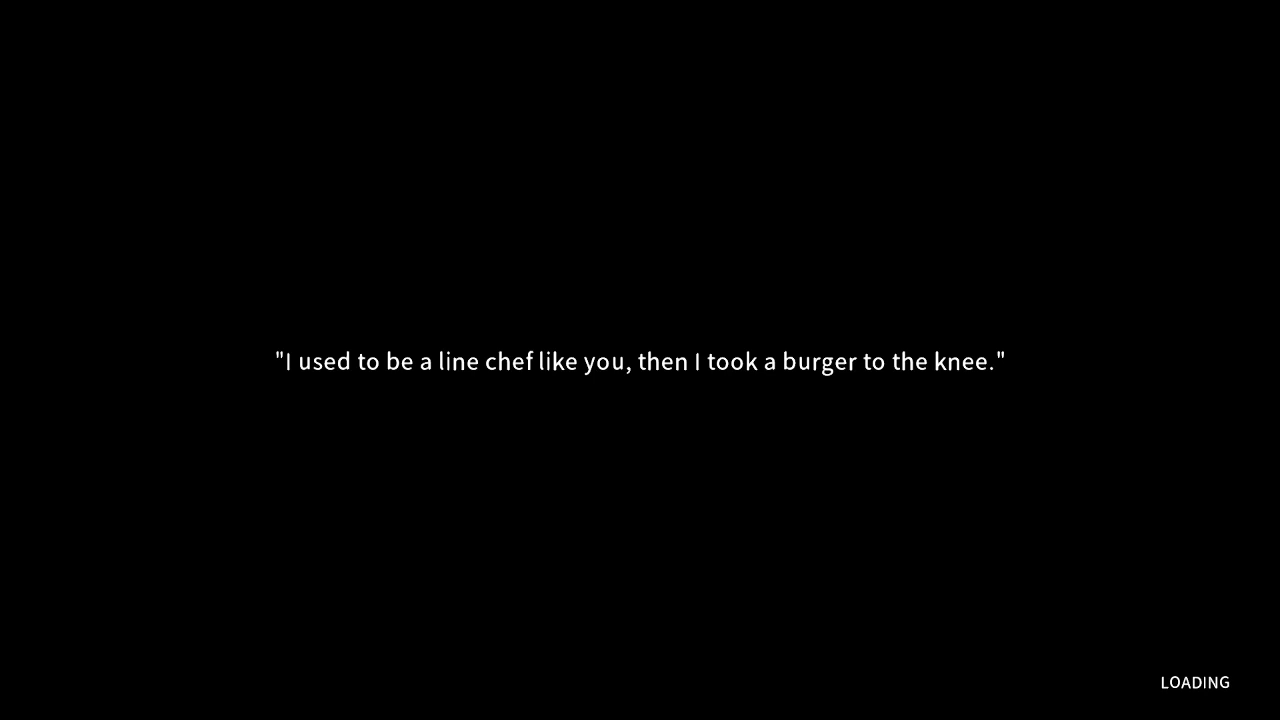 "I used to be a line chef like you, then I took a burger to the knee."
LOADING